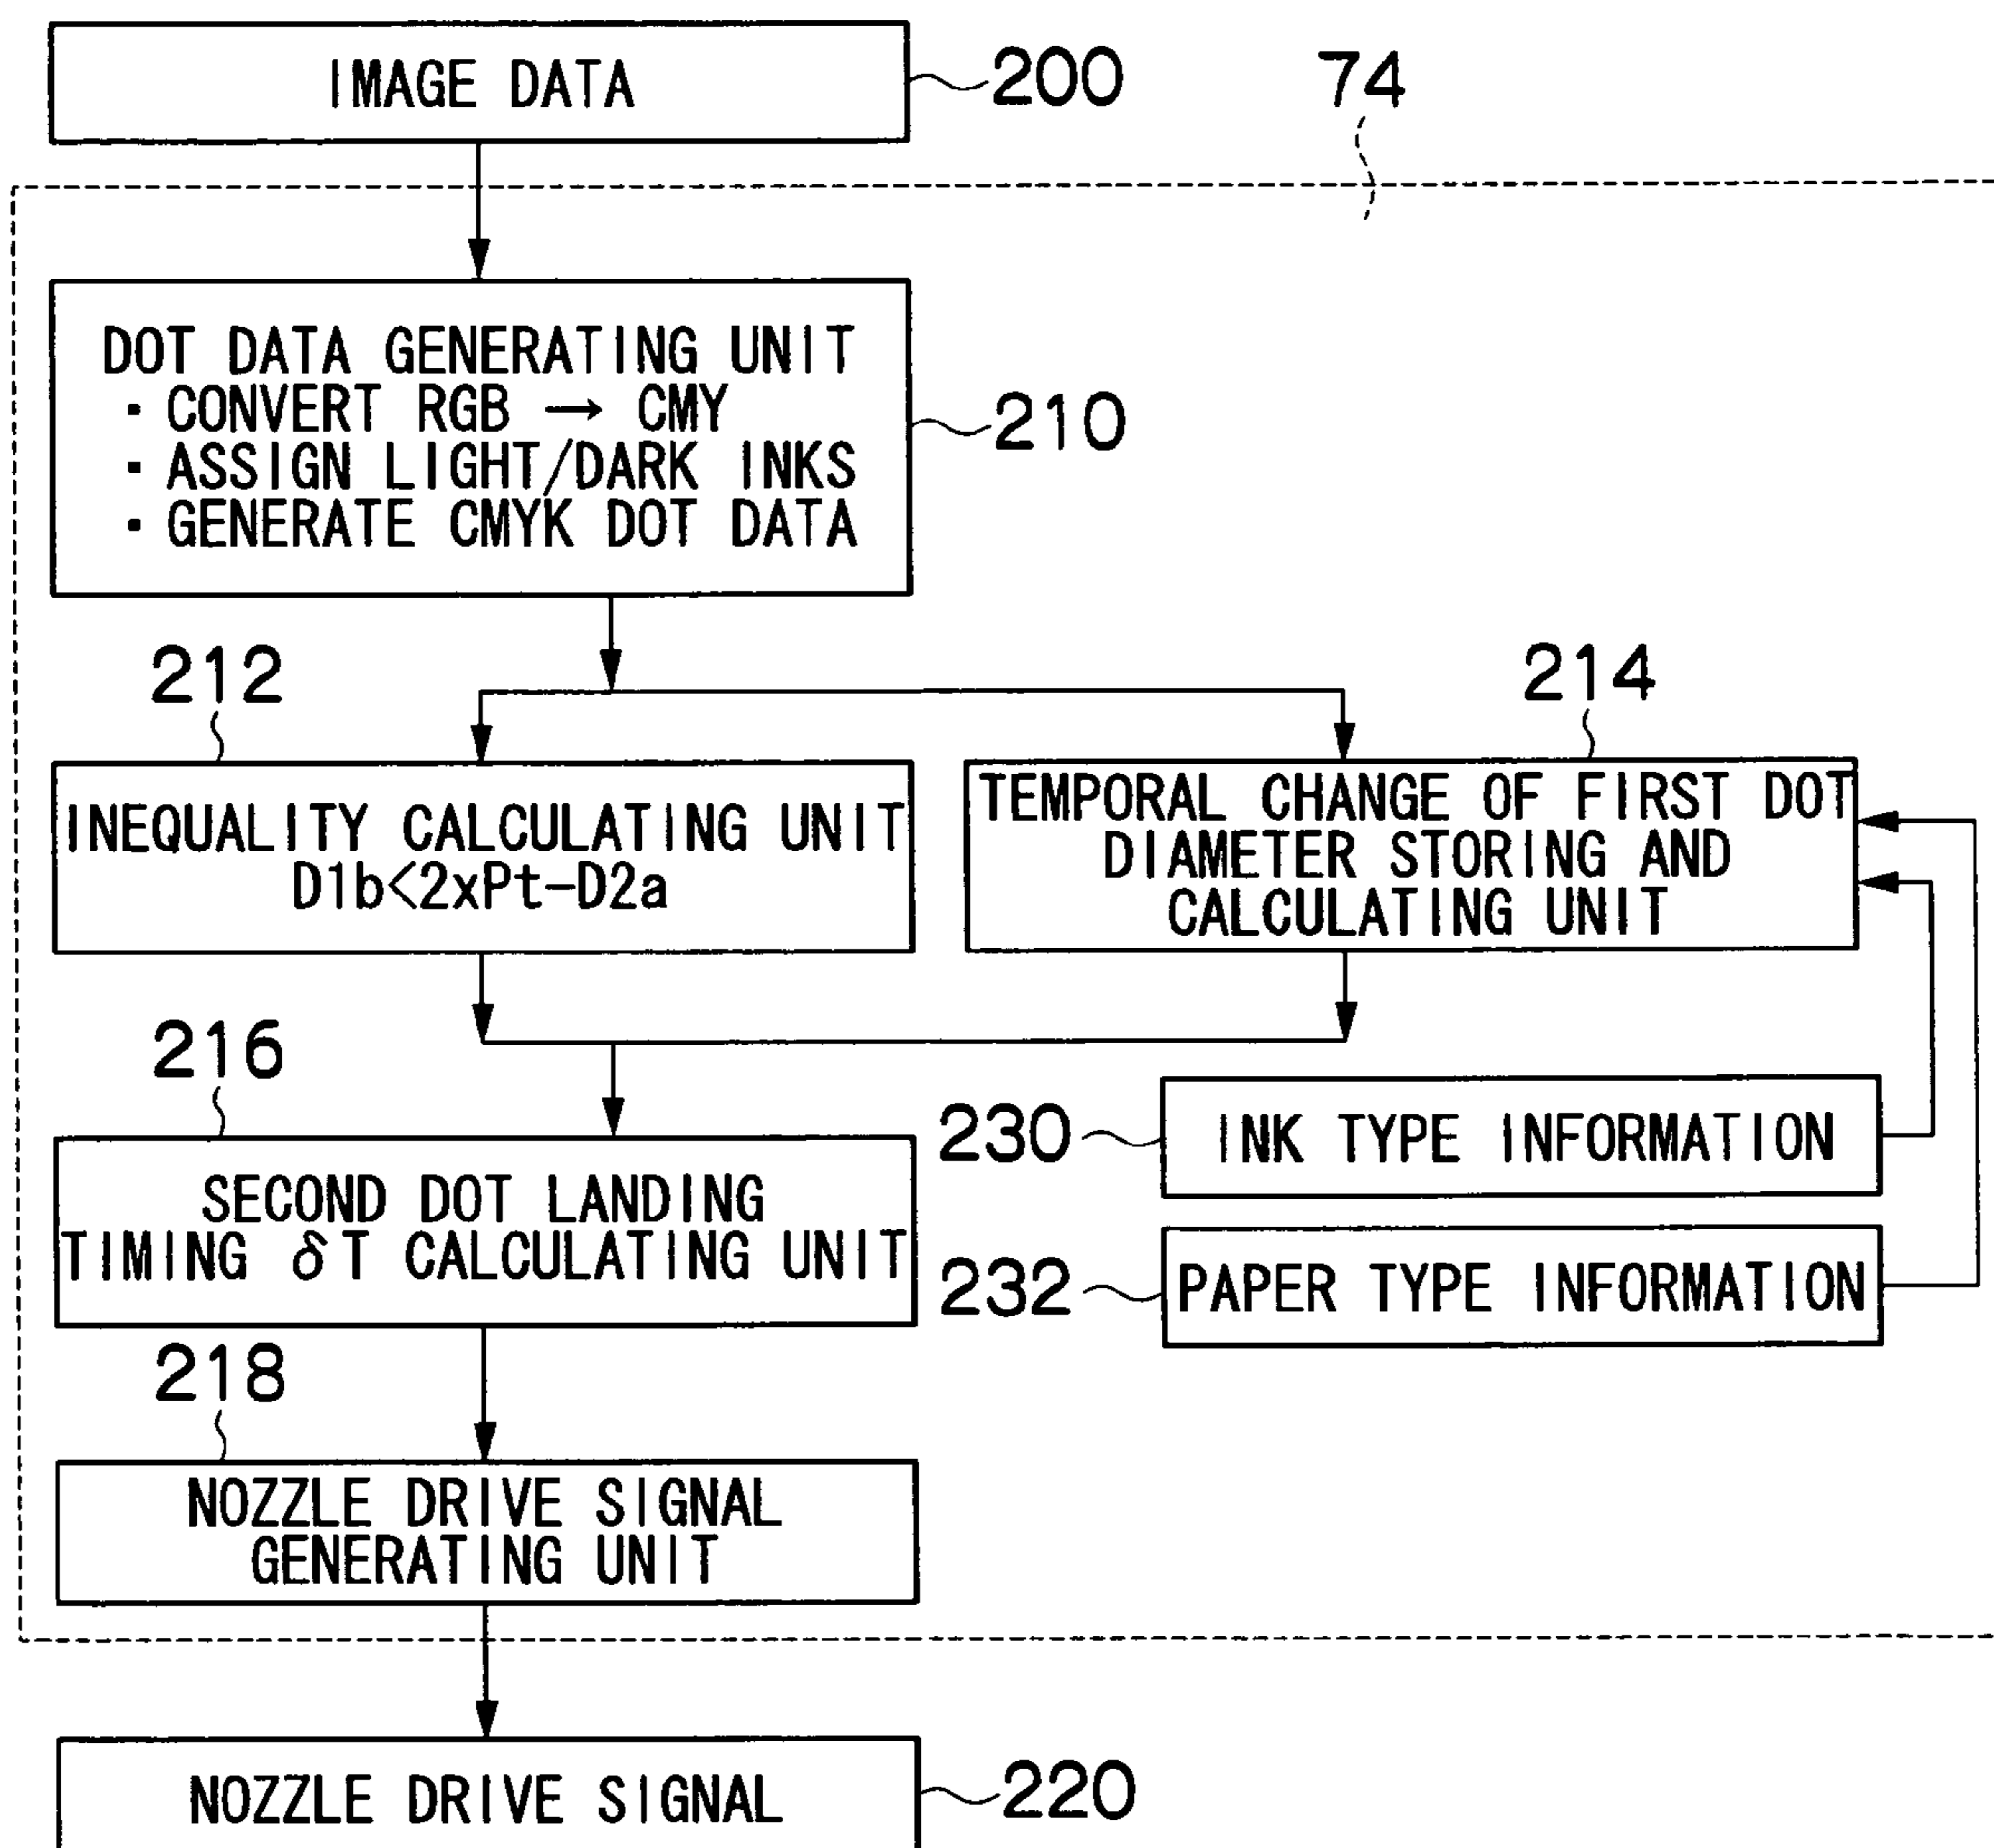 IMAGE DATA
200
74
DOT DATA GENERATING UNIT
・CONVERT RGB → CMY
・ASSIGN LIGHT/DARK INKS
・GENERATE CMYK DOT DATA
210
212
214
INEQUALITY CALCULATING UNIT
D1b<2xPt-D2a
TEMPORAL CHANGE OF FIRST DOT
DIAMETER STORING AND
CALCULATING UNIT
216
230
INK TYPE INFORMATION
SECOND DOT LANDING
TIMING δT CALCULATING UNIT
232
PAPER TYPE INFORMATION
218
NOZZLE DRIVE SIGNAL
GENERATING UNIT
NOZZLE DRIVE SIGNAL
220